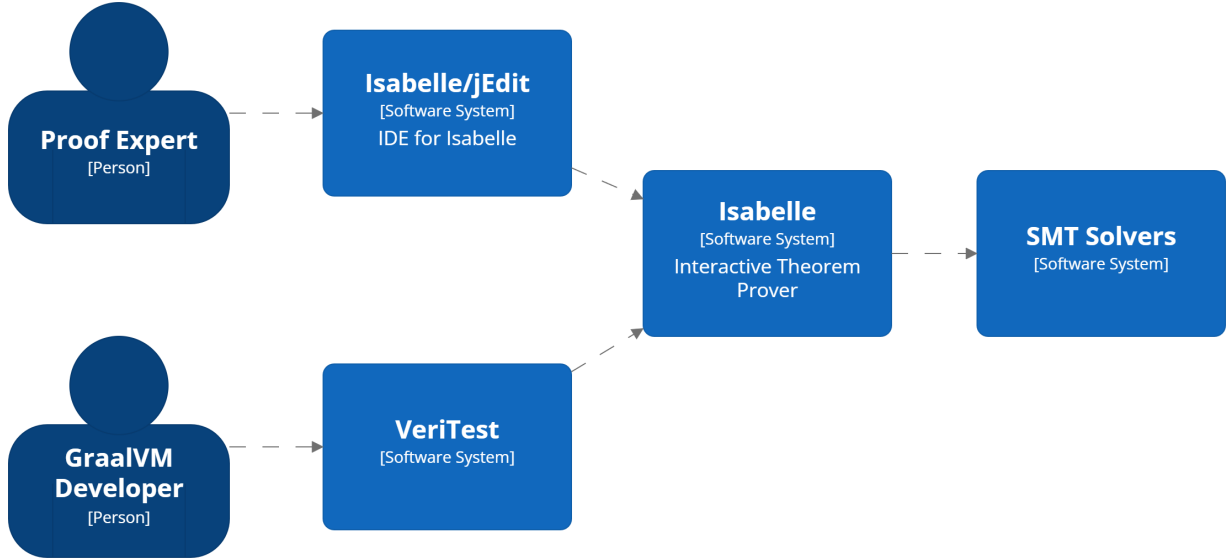 Proof Expert
[Person]
Isabelle/jEdit
[Software System]
IDE for Isabelle
Isabelle
[Software System]
Interactive Theorem
Prover
SMT Solvers
[Software System]
GraalVM
Developer
[Person]
VeriTest
[Software System]